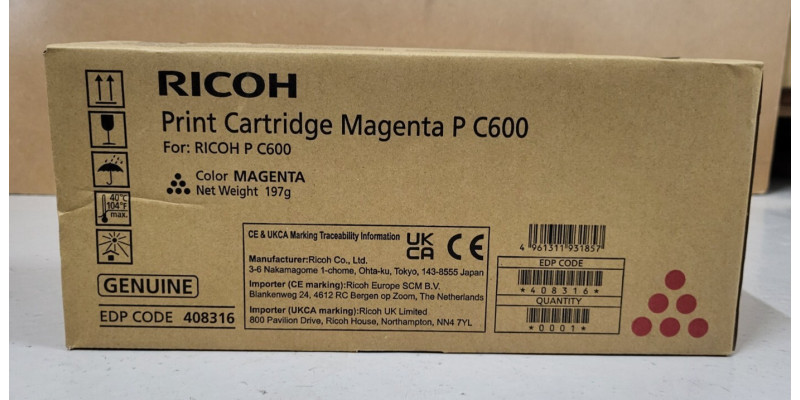 RICOH
Print Cartridge Magenta P C600
For: RICOH P C600
Color MAGENTA
Net Weight 197g
40°C
104°F
max.
GENUINE
EDP CODE 408316
CE & UKCA Marking Traceability Information
UK
CA
CE
Manufacturer:Ricoh Co., Ltd.
3-6 Nakamagome 1-chome, Ohta-ku, Tokyo, 143-8555 Japan
Importer (CE marking):Ricoh Europe SCM B.V.
Blankenweg 24, 4612 RC Bergen op Zoom, The Netherlands
Importer (UKCA marking):Ricoh UK Limited
800 Pavilion Drive, Ricoh House, Northampton, NN4 7YL
4 961311 931857
EDP CODE
*408316*
QUANTITY
*0001*